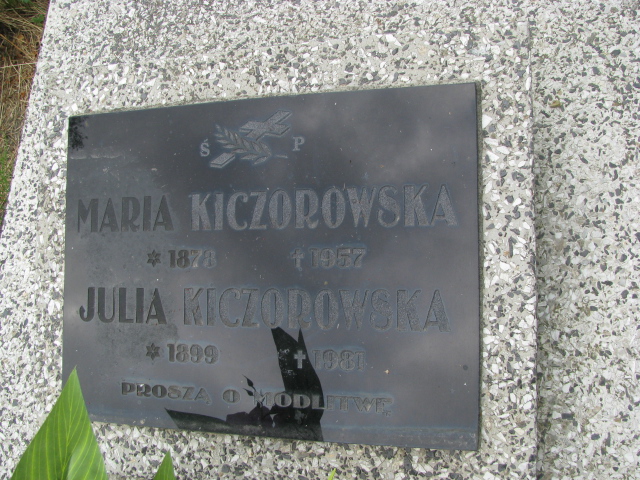 Ś P
MARIA KICZOROWSKA
* 1878 † 1957
JULIA KICZOROWSKA
* 1899 † 1981
PROSZĄ O MODLITWĘ